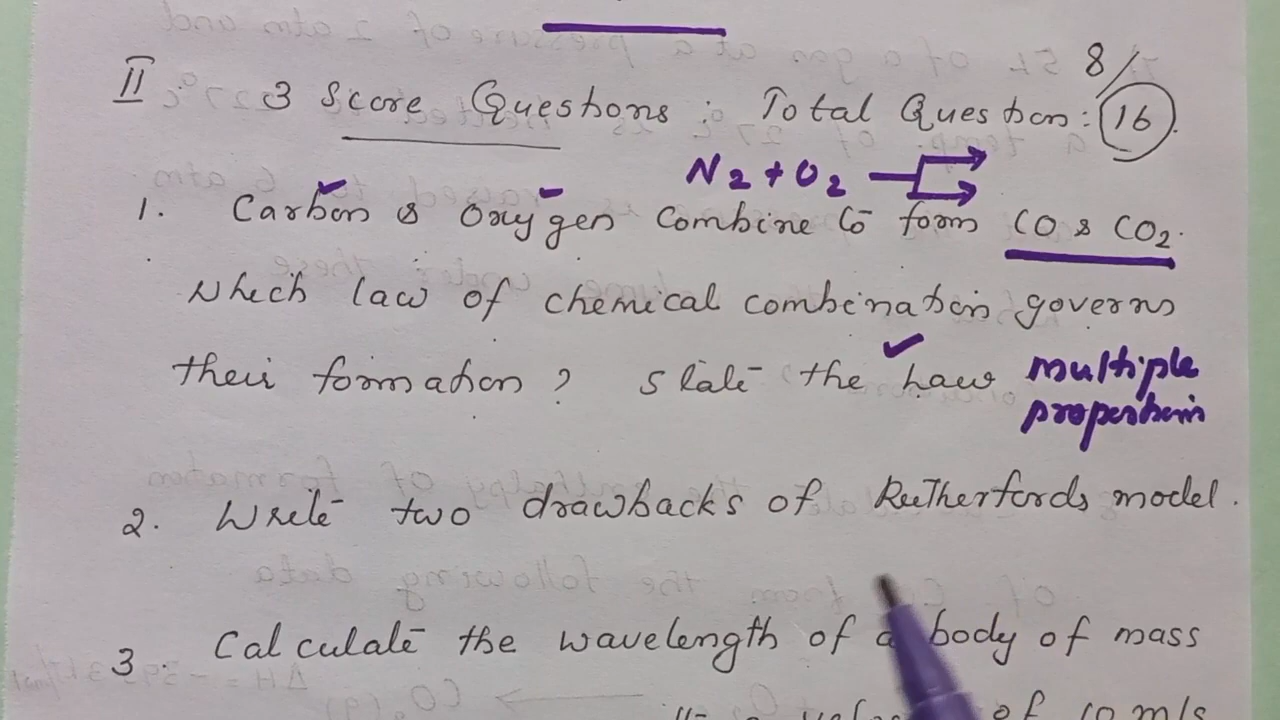 8/
II 3 Score Questions : Total Question: 16.
N2 + O2
1. Carbon & Oxygen combine to form CO & CO2.
which law of chemical combination governs
their formation? State the Law multiple
proportion
2. Write two drawbacks of Rutherfords model.
3. Calculate the wavelength of a body of mass
of 10 m/s